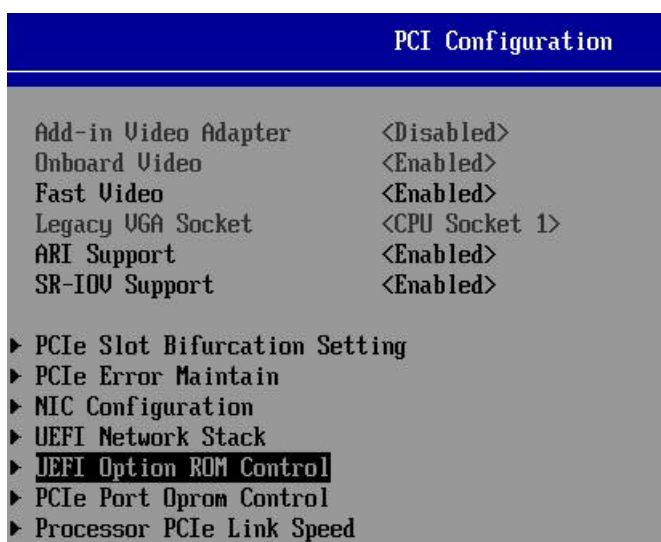 PCI Configuration
Add-in Video Adapter <Disabled>
Onboard Video <Enabled>
Fast Video <Enabled>
Legacy VGA Socket <CPU Socket 1>
ARI Support <Enabled>
SR-IOV Support <Enabled>
PCIe Slot Bifurcation Setting
PCIe Error Maintain
NIC Configuration
UEFI Network Stack
UEFI Option ROM Control
PCIe Port Oprom Control
Processor PCIe Link Speed